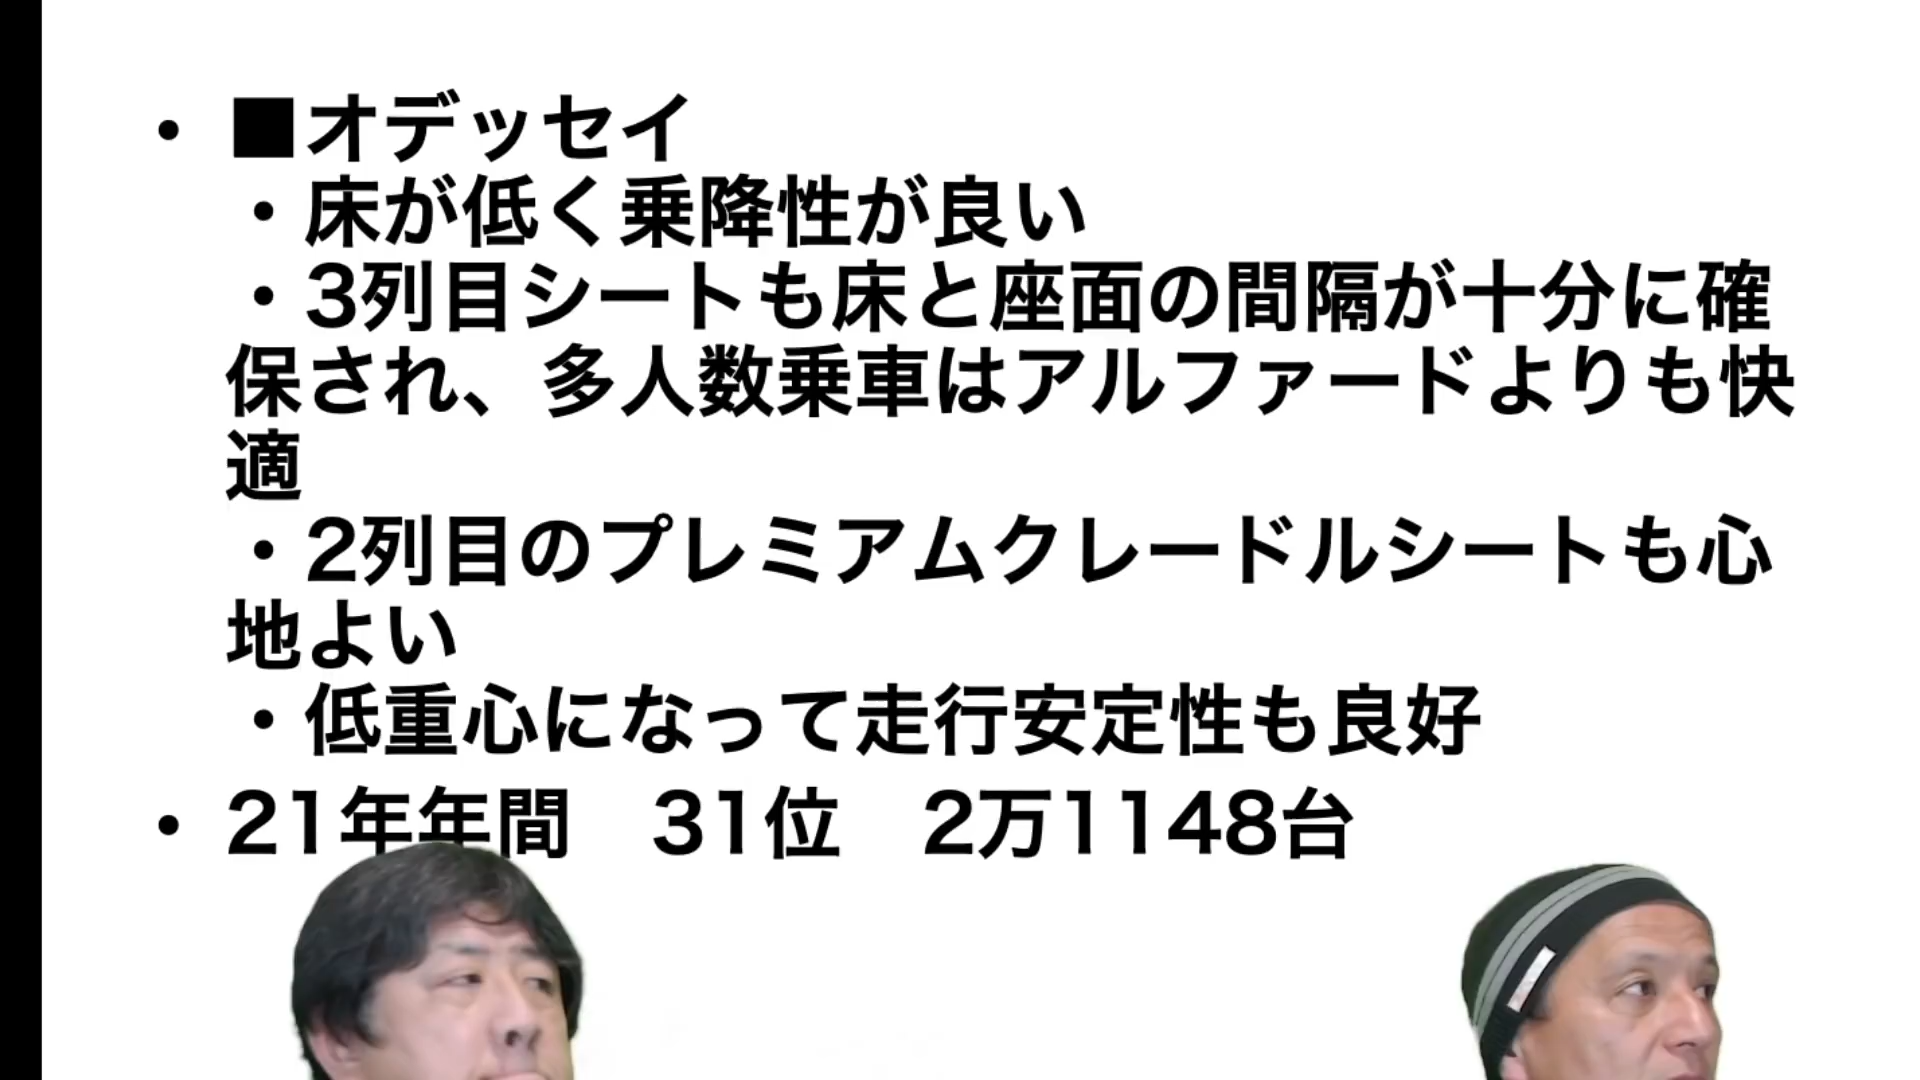 • ■オデッセイ
・床が低く乗降性が良い
・3列目シートも床と座面の間隔が十分に確
保され、多人数乗車はアルファードよりも快
適
・2列目のプレミアムクレードルシートも心
地よい
・低重心になって走行安定性も良好
• 21年年間　31位　2万1148台